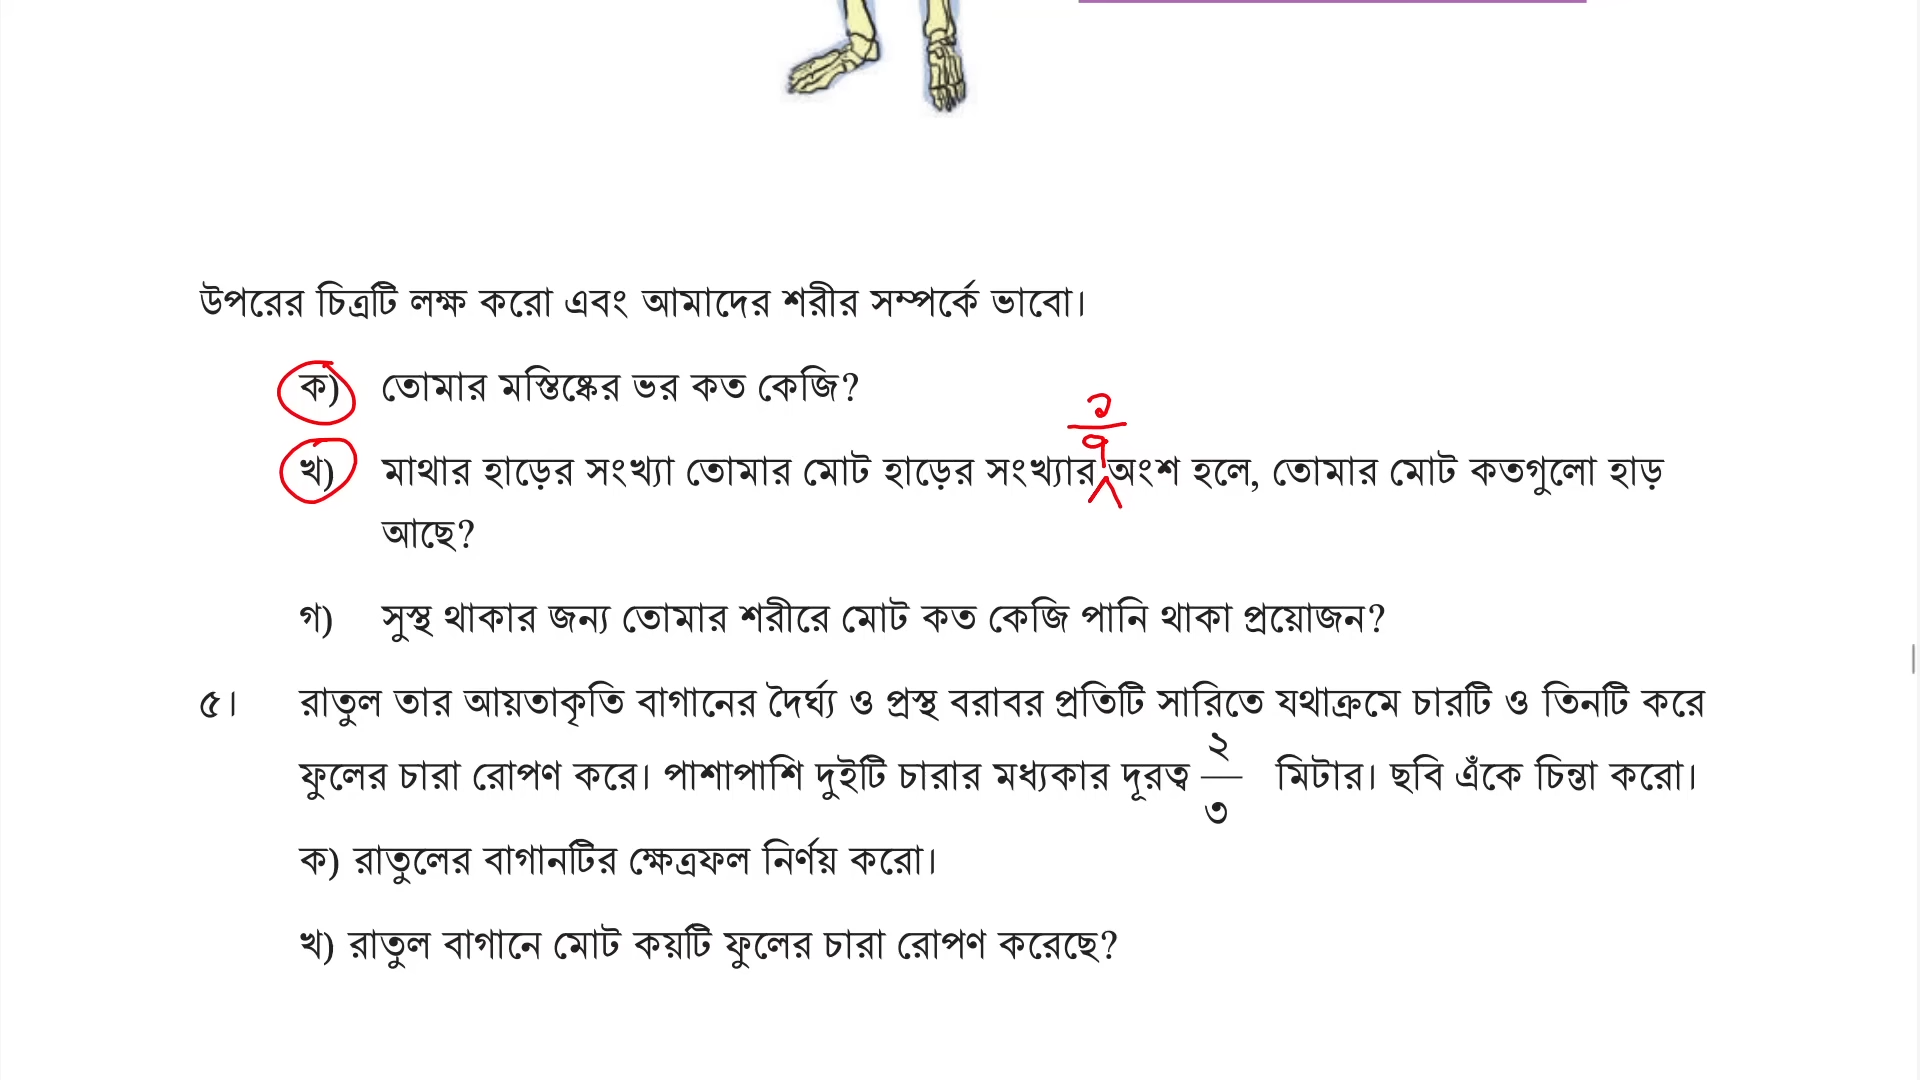 উপরের চিত্রটি লক্ষ করো এবং আমাদের শরীর সম্পর্কে ভাবো।
ক) তোমার মস্তিষ্কের ভর কত কেজি?
খ) মাথার হাড়ের সংখ্যা তোমার মোট হাড়ের সংখ্যার ১/৭ অংশ হলে, তোমার মোট কতগুলো হাড়
আছে?
গ) সুস্থ থাকার জন্য তোমার শরীরে মোট কত কেজি পানি থাকা প্রয়োজন?
৫। রাতুল তার আয়তাকৃতি বাগানের দৈর্ঘ্য ও প্রস্থ বরাবর প্রতিটি সারিতে যথাক্রমে চারটি ও তিনটি করে
ফুলের চারা রোপণ করে। পাশাপাশি দুইটি চারার মধ্যকার দূরত্ব ২/৩ মিটার। ছবি এঁকে চিন্তা করো।
ক) রাতুলের বাগানটির ক্ষেত্রফল নির্ণয় করো।
খ) রাতুল বাগানে মোট কয়টি ফুলের চারা রোপণ করেছে?